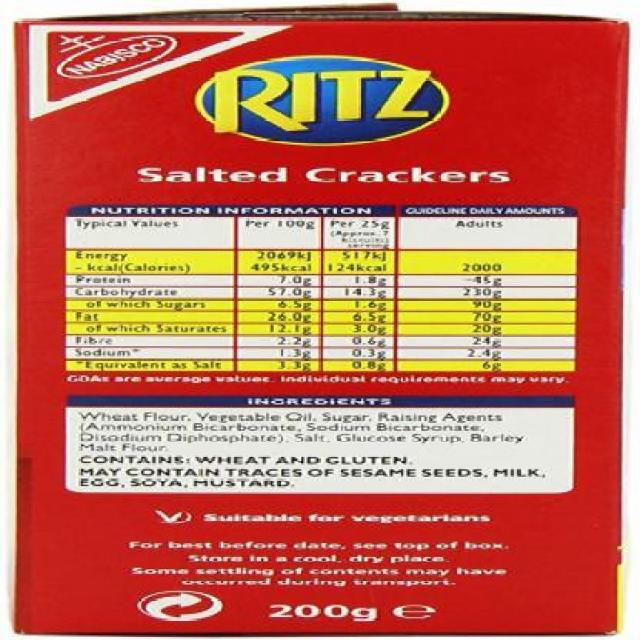 NABISCO
RITZ
Salted Crackers
NUTRITION INFORMATION GUIDELINE DAILY AMOUNTS
Typical Values Per 100g Per 25g Adults
(Approx. 7
biscuits)
serving
Energy 2069kJ 517kJ
- kcal(Calories) 495kcal 124kcal 2000
Protein 7.0g 1.8g 45g
Carbohydrate 57.0g 14.3g 230g
of which Sugars 6.5g 1.6g 90g
Fat 26.0g 6.5g 70g
of which Saturates 12.1g 3.0g 20g
Fibre 2.2g 0.6g 24g
Sodium* 1.3g 0.3g 2.4g
*Equivalent as Salt 3.3g 0.8g 6g
GDAs are average values. Individual requirements may vary.
INGREDIENTS
Wheat Flour, Vegetable Oil, Sugar, Raising Agents
(Ammonium Bicarbonate, Sodium Bicarbonate,
Disodium Diphosphate), Salt, Glucose Syrup, Barley
Malt Flour.
CONTAINS: WHEAT AND GLUTEN.
MAY CONTAIN TRACES OF SESAME SEEDS, MILK,
EGG, SOYA, MUSTARD.
V Suitable for vegetarians
For best before date, see top of box.
Store in a cool, dry place.
Some settling of contents may have
occurred during transport.
200g e